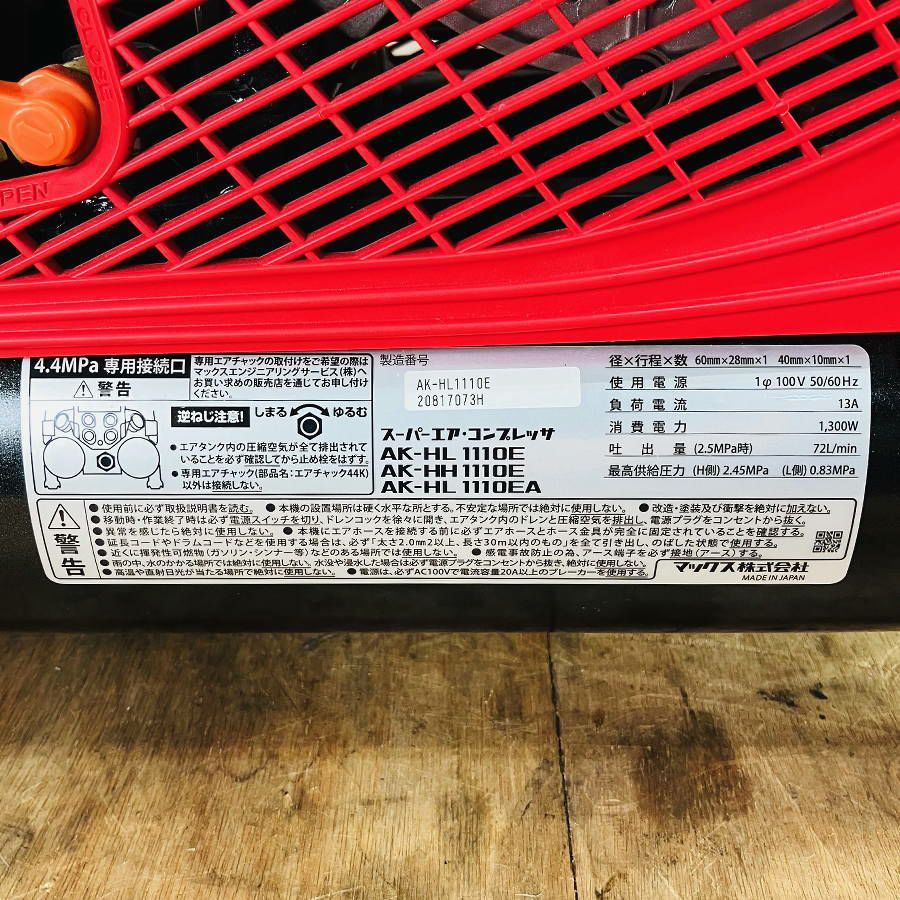 CLOSE
OPEN
4.4MPa 専用接続口
警告
専用エアチャックの取付けをご希望の際は
マックスエンジニアリングサービス(株)へ
お買い求めの販売店を通じてお申し付け
ください。
逆ねじ注意! しまる ゆるむ
● エアタンク内の圧縮空気が全て排出されて
いることを必ず確認してから止め栓をはずす。
● 専用エアチャック(部品名:エアチャック44K)
以外は接続しない。
製造番号
AK-HL1110E
20817073H
スーパーエア・コンプレッサ
AK-HL 1110E
AK-HH 1110E
AK-HL 1110EA
径×行程×数 60mm×28mm×1 40mm×10mm×1
使用電源 1φ 100V 50/60Hz
負荷電流 13A
消費電力 1,300W
吐出量 (2.5MPa時) 72L/min
最高供給圧力 (H側) 2.45MPa (L側) 0.83MPa
警告
● 使用前に必ず取扱説明書を読む。 ● 本機の設置場所は硬く水平な所とする。不安定な場所では絶対に使用しない。 ● 改造・塗装及び衝撃を絶対に加えない。
● 移動時・作業終了時は必ず電源スイッチを切り、ドレンコックを徐々に開き、エアタンク内のドレンと圧縮空気を排出し、電源プラグをコンセントから抜く。
● 異常を感じたら絶対に使用しない。 ● 本機にエアホースを接続する前に必ずエアホースとホース金具が完全に固定されていることを確認する。
● 延長コードやドラムコードなどを使用する場合は、必ず「太さ2.0mm2以上、長さ30m以内のもの」を全て引き出し、のばした状態で使用する。
● 近くに揮発性可燃物(ガソリン・シンナー等)などのある場所では使用しない。 ● 感電事故防止の為、アース端子を必ず接地(アース)する。
● 雨の中、水のかかる場所では絶対に使用しない。水没や浸水した場合は必ず電源プラグをコンセントから抜き、絶対に使用しない。
● 高温や直射日光が当たる場所で絶対に使用しない。 ● 電源は、必ずAC100Vで電流容量20A以上のブレーカーを使用する。
マックス株式会社
MADE IN JAPAN